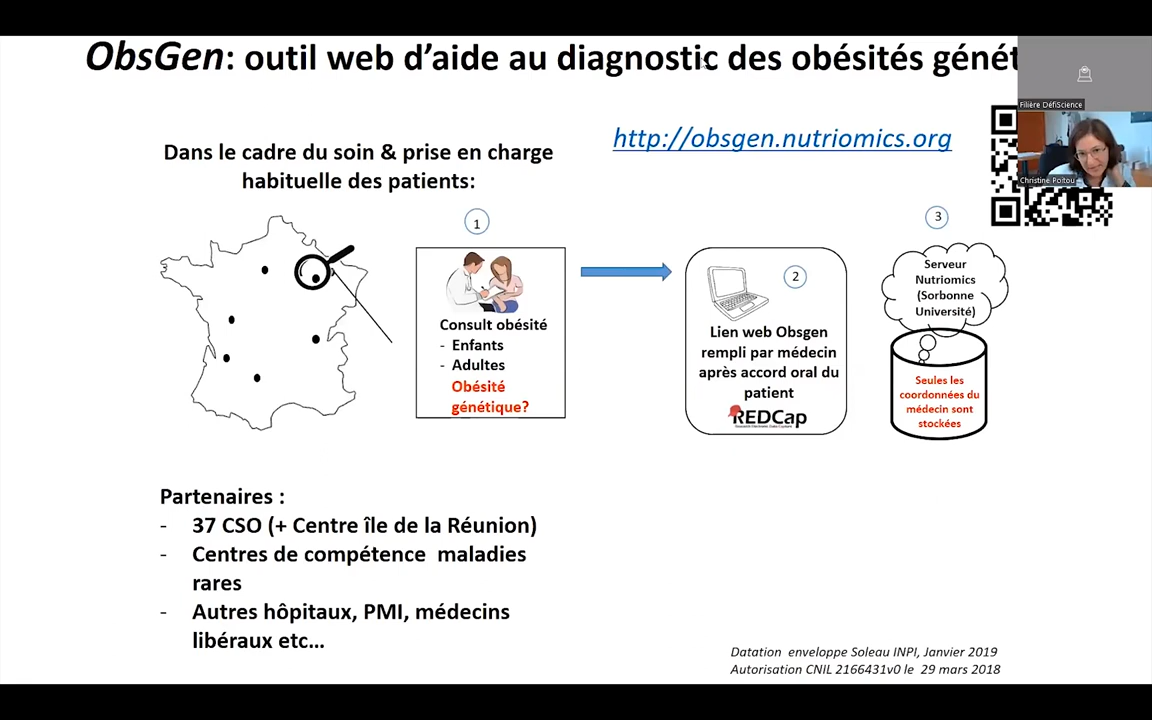 ObsGen: outil web d'aide au diagnostic des obésités génét
Filière DéfiScience
Christine Poitou
http://obsgen.nutriomics.org
Dans le cadre du soin & prise en charge
habituelle des patients:
1
Consult obésité
- Enfants
- Adultes
Obésité
génétique?
2
Lien web Obsgen
rempli par médecin
après accord oral du
patient
REDCap
3
Serveur
Nutriomics
(Sorbonne
Université)
Seules les
coordonnées du
médecin sont
stockées
Partenaires :
- 37 CSO (+ Centre île de la Réunion)
- Centres de compétence maladies
rares
- Autres hôpitaux, PMI, médecins
libéraux etc...
Datation enveloppe Soleau INPI, Janvier 2019
Autorisation CNIL 2166431v0 le 29 mars 2018